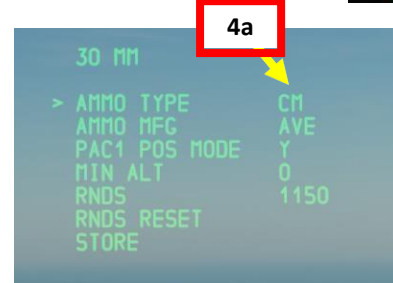 4a
30 MM
> AMMO TYPE CM
AMMO MFG AVE
PAC1 POS MODE Y
MIN ALT 0
RNDS 1150
RNDS RESET
STORE